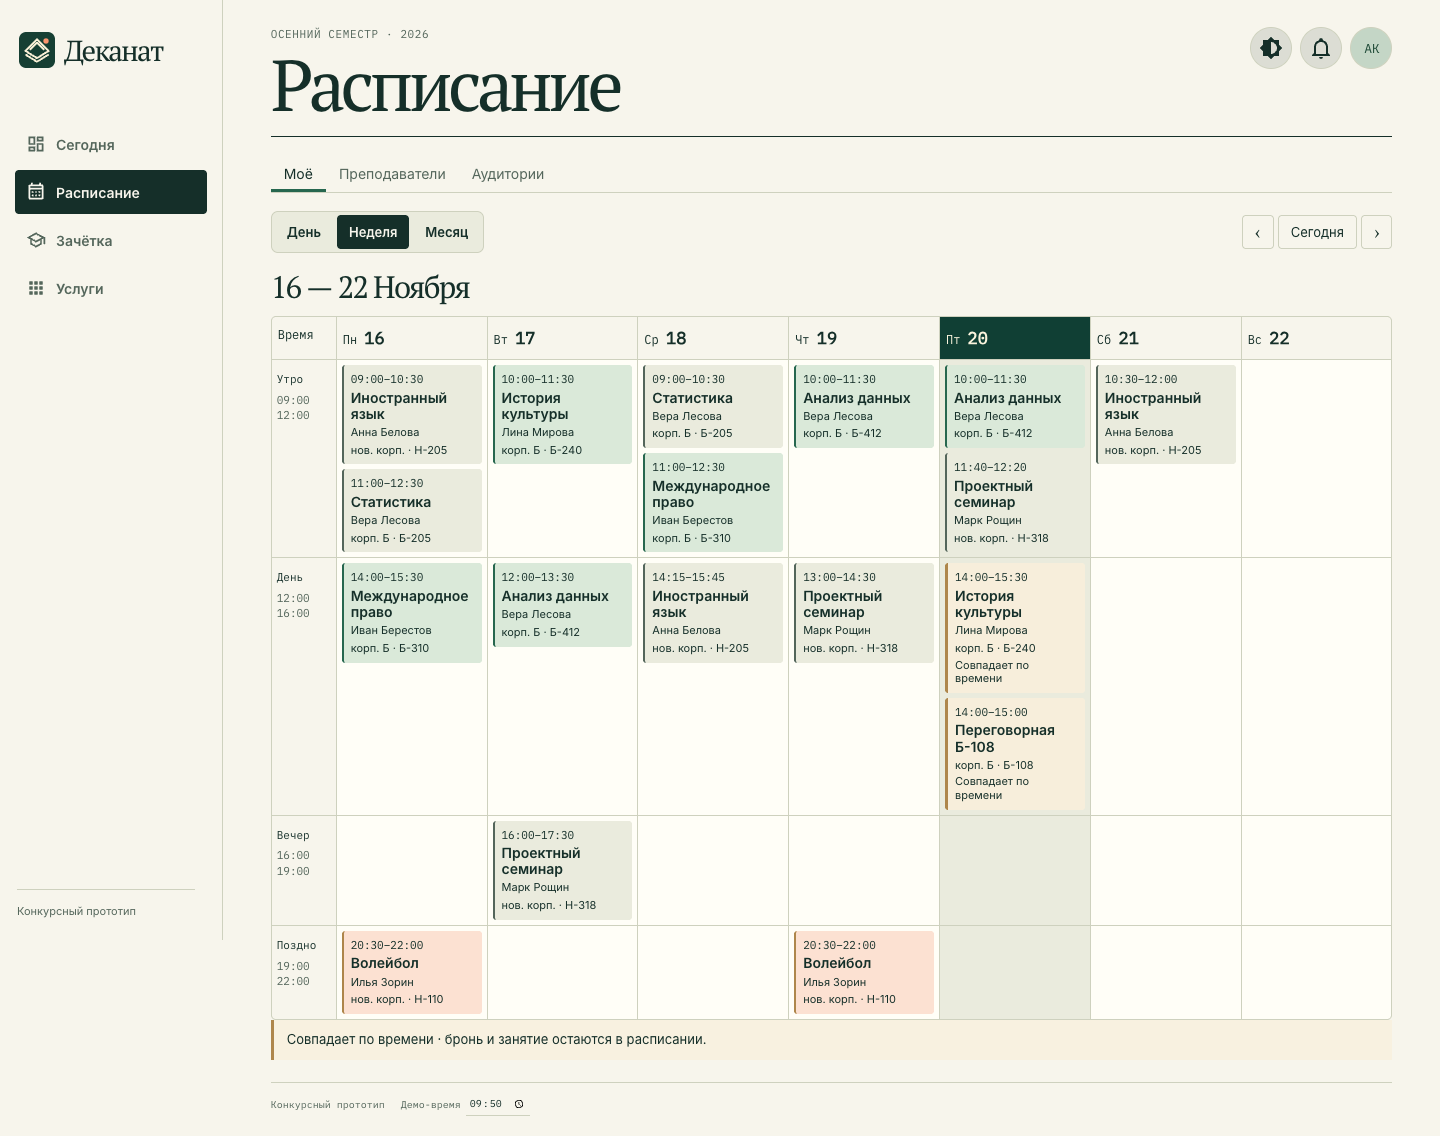 Деканат
Сегодня
Расписание
Зачётка
Услуги
Конкурсный прототип
ОСЕННИЙ СЕМЕСТР · 2026
Расписание
АК
Моё
Преподаватели
Аудитории
День
Неделя
Месяц
‹
Сегодня
›
16 — 22 Ноября
Время
Пн 16
Вт 17
Ср 18
Чт 19
Пт 20
Сб 21
Вс 22
Утро
09:00
12:00
09:00–10:30
Иностранный
язык
Анна Белова
нов. корп. · Н-205
11:00–12:30
Статистика
Вера Лесова
корп. Б · Б-205
10:00–11:30
История
культуры
Лина Мирова
корп. Б · Б-240
09:00–10:30
Статистика
Вера Лесова
корп. Б · Б-205
11:00–12:30
Международное
право
Иван Берестов
корп. Б · Б-310
10:00–11:30
Анализ данных
Вера Лесова
корп. Б · Б-412
10:00–11:30
Анализ данных
Вера Лесова
корп. Б · Б-412
11:40–12:20
Проектный
семинар
Марк Рощин
нов. корп. · Н-318
10:30–12:00
Иностранный
язык
Анна Белова
нов. корп. · Н-205
День
12:00
16:00
14:00–15:30
Международное
право
Иван Берестов
корп. Б · Б-310
12:00–13:30
Анализ данных
Вера Лесова
корп. Б · Б-412
14:15–15:45
Иностранный
язык
Анна Белова
нов. корп. · Н-205
13:00–14:30
Проектный
семинар
Марк Рощин
нов. корп. · Н-318
14:00–15:30
История
культуры
Лина Мирова
корп. Б · Б-240
Совпадает по
времени
14:00–15:00
Переговорная
Б-108
корп. Б · Б-108
Совпадает по
времени
Вечер
16:00
19:00
16:00–17:30
Проектный
семинар
Марк Рощин
нов. корп. · Н-318
Поздно
19:00
22:00
20:30–22:00
Волейбол
Илья Зорин
нов. корп. · Н-110
20:30–22:00
Волейбол
Илья Зорин
нов. корп. · Н-110
Совпадает по времени · бронь и занятие остаются в расписании.
Конкурсный прототип
Демо-время 09:50